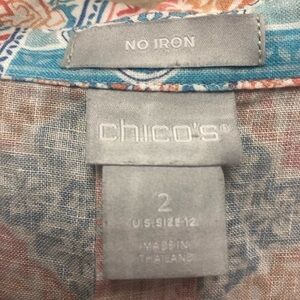 NO IRON
chico's®
2
U.S. SIZE 12
MADE IN
THAILAND